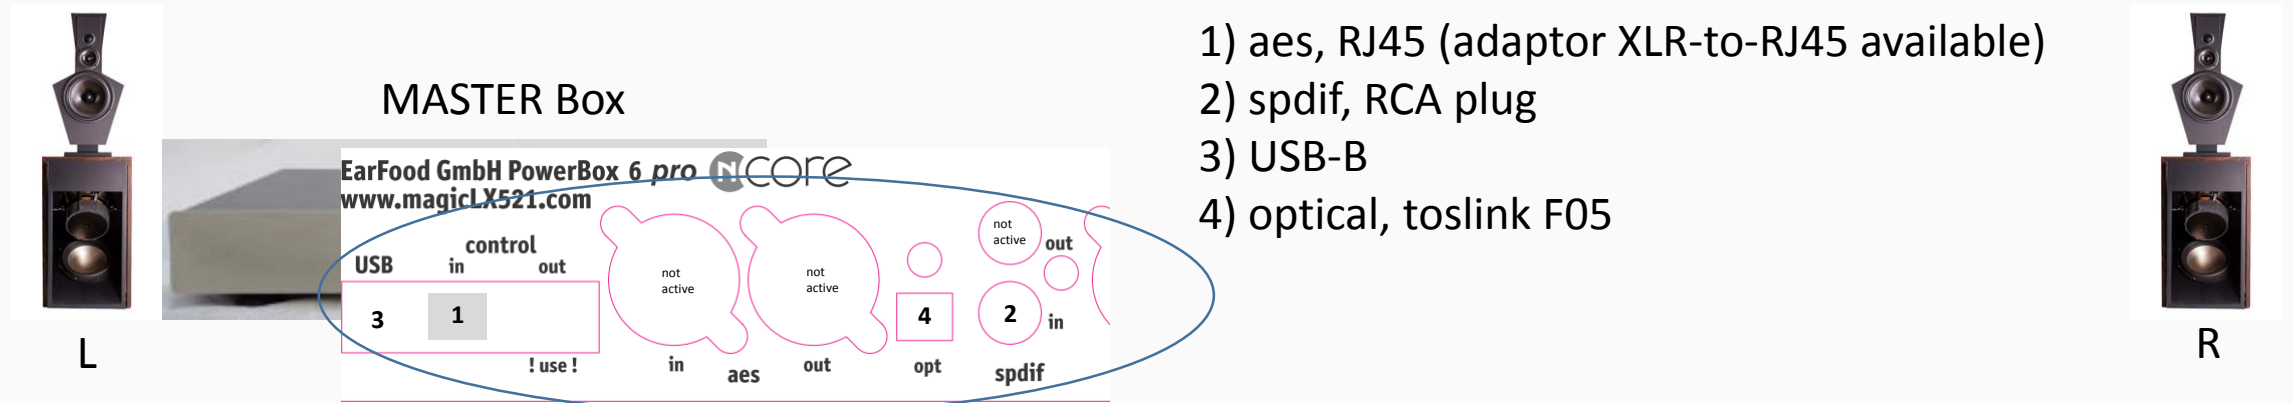 1) aes, RJ45 (adaptor XLR-to-RJ45 available)
MASTER Box
2) spdif, RCA plug
3) USB-B
4) optical, toslink F05
EarFood GmbH PowerBox 6 pro NCORE
www.magicLX521.com
control
USB
in
out
not
active
not
active
not
active
out
3
1
4
2
in
! use !
in
aes
out
opt
spdif
L
R